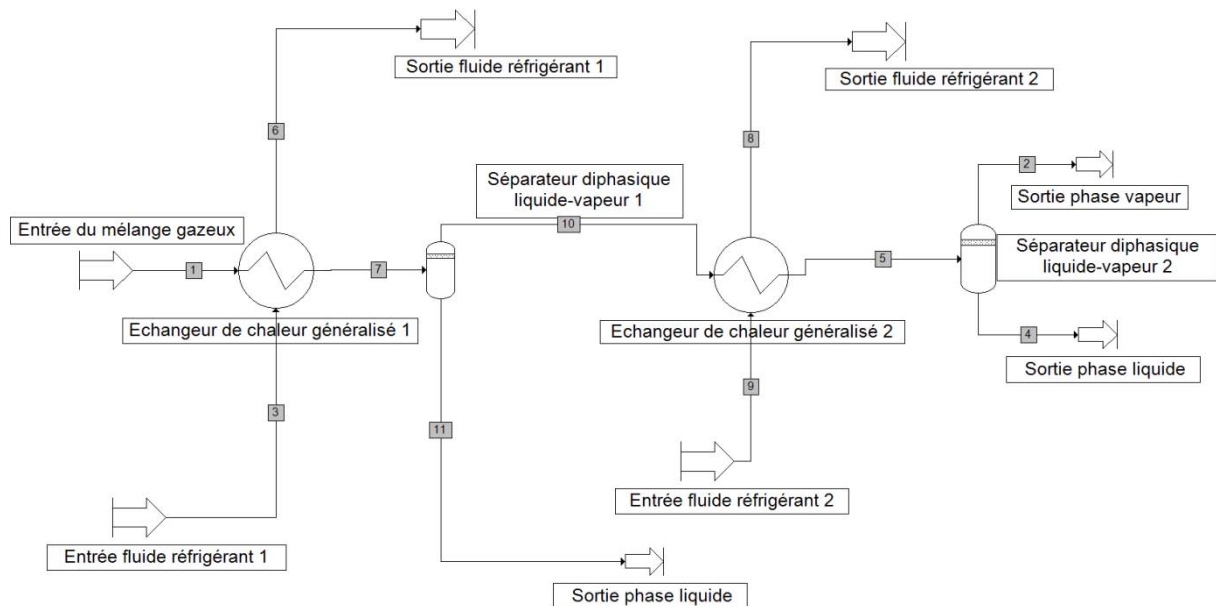 Sortie fluide réfrigérant 1
Sortie fluide réfrigérant 2
6
8
2
Séparateur diphasique
liquide-vapeur 1
Sortie phase vapeur
10
Entrée du mélange gazeux
Séparateur diphasique
liquide-vapeur 2
1
7
5
Echangeur de chaleur généralisé 1
Echangeur de chaleur généralisé 2
4
Sortie phase liquide
9
3
11
Entrée fluide réfrigérant 2
Entrée fluide réfrigérant 1
Sortie phase liquide